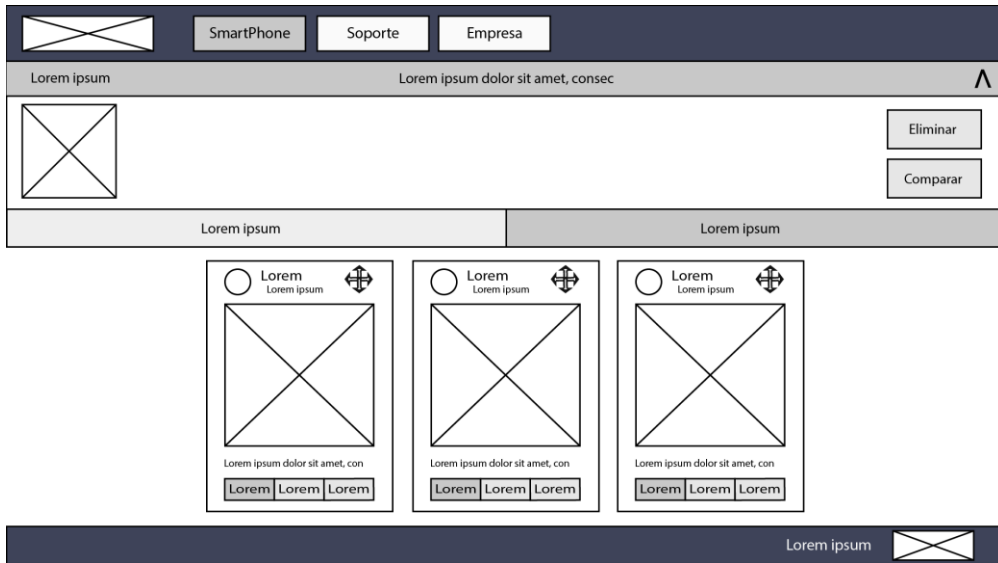 SmartPhone Soporte Empresa
Lorem ipsum Lorem ipsum dolor sit amet, consec
Eliminar
Comparar
Lorem ipsum Lorem ipsum
Lorem
Lorem ipsum
Lorem ipsum dolor sit amet, con
Lorem Lorem Lorem
Lorem
Lorem ipsum
Lorem ipsum dolor sit amet, con
Lorem Lorem Lorem
Lorem
Lorem ipsum
Lorem ipsum dolor sit amet, con
Lorem Lorem Lorem
Lorem ipsum